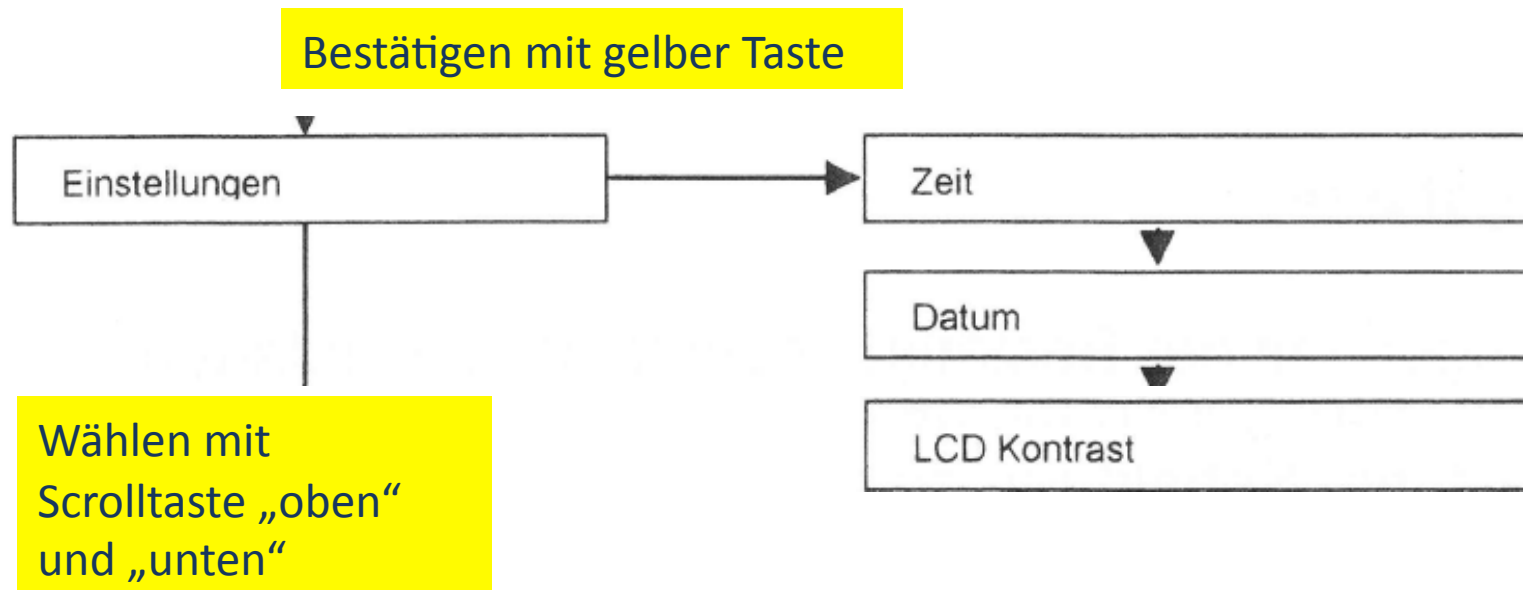 Bestätigen mit gelber Taste
Einstellungen
Zeit
Datum
LCD Kontrast
Wählen mit
Scrolltaste „oben“
und „unten“